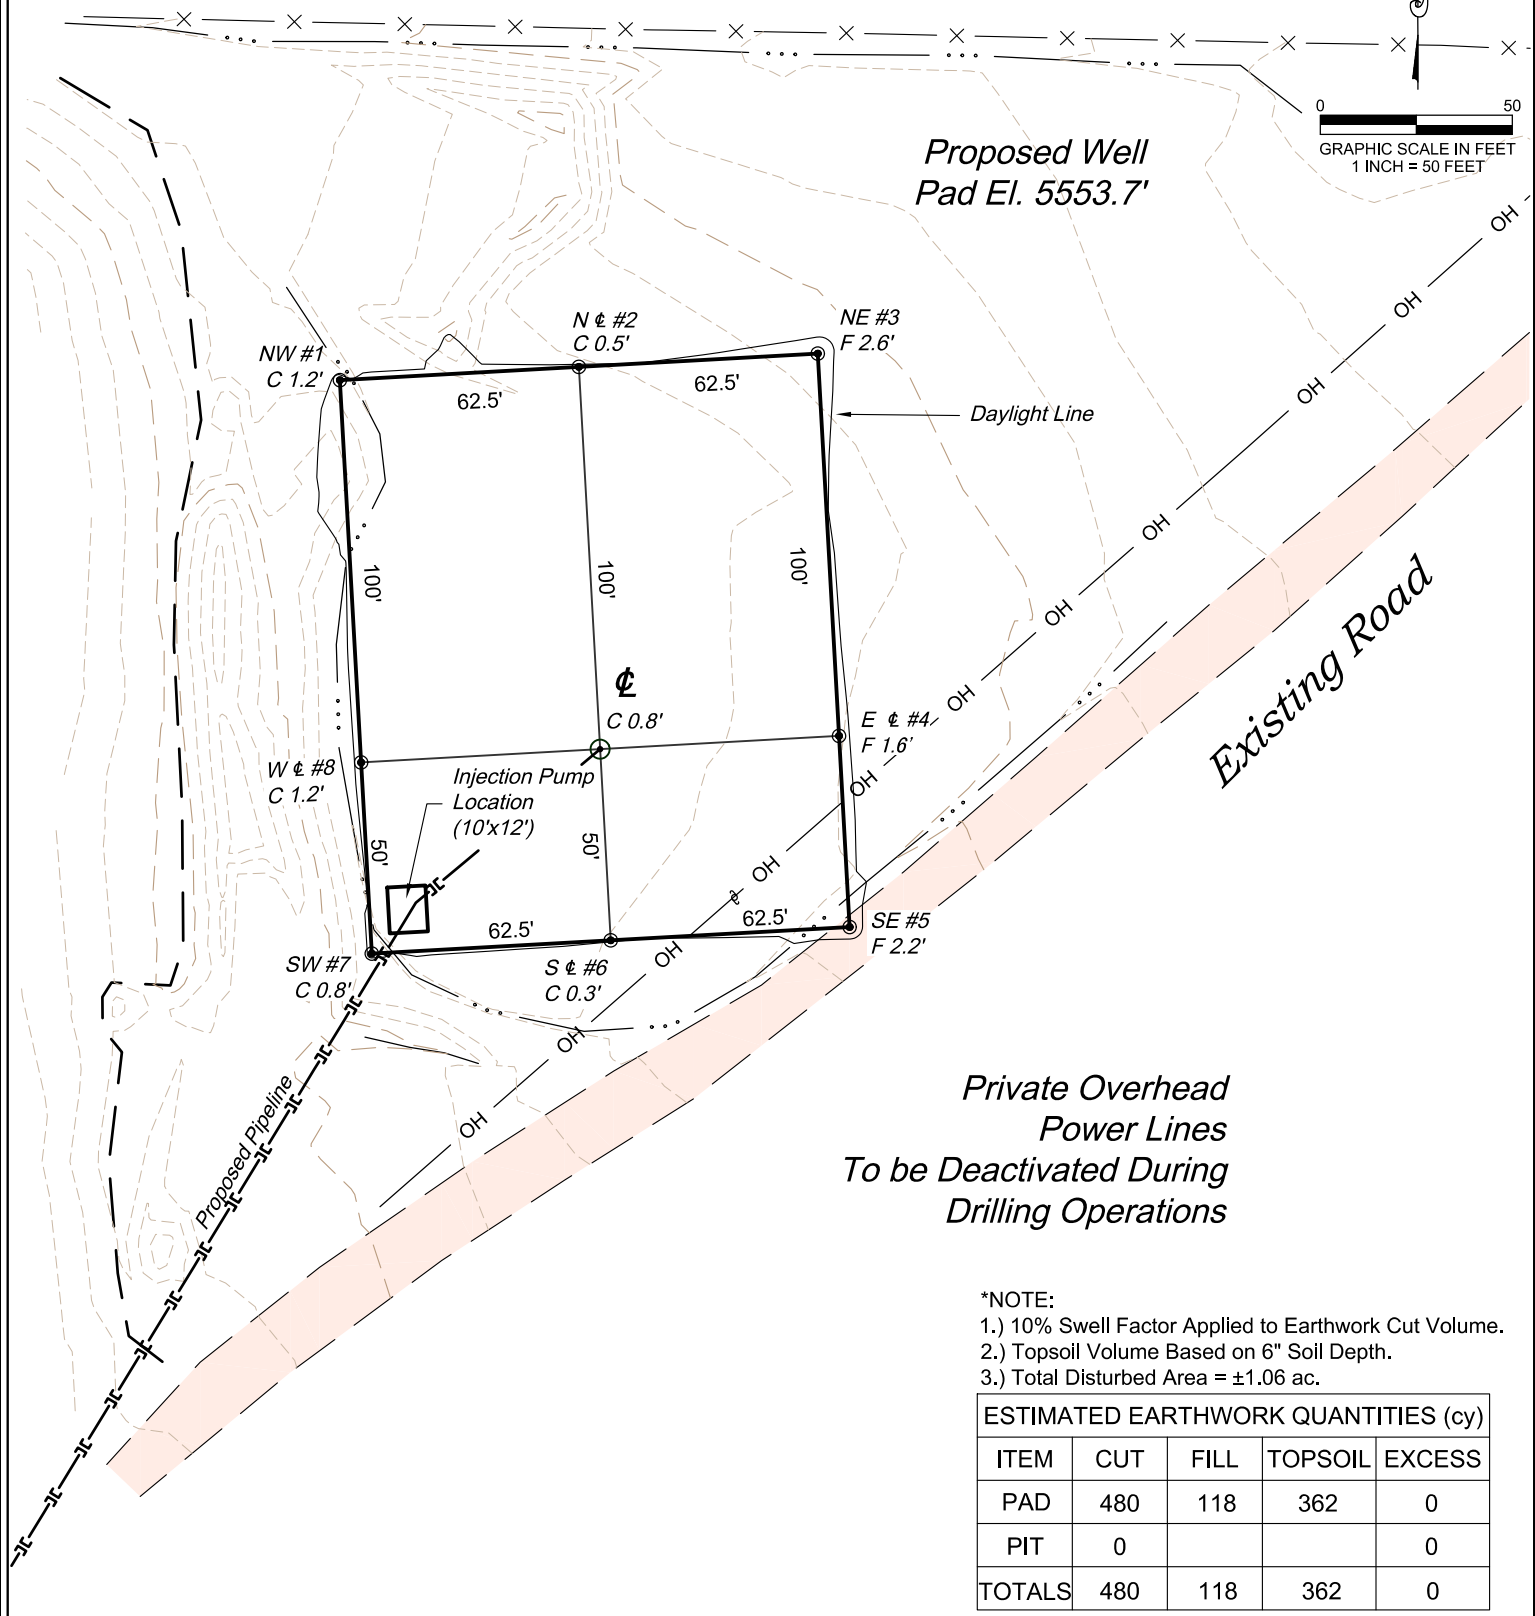 0 50
GRAPHIC SCALE IN FEET
1 INCH = 50 FEET
Proposed Well
Pad El. 5553.7'
OH
OH
OH
OH
OH
OH
OH
OH
OH
OH
OH
NW #1
C 1.2'
N ℄ #2
C 0.5'
NE #3
F 2.6'
62.5'
62.5'
Daylight Line
100'
100'
100'
℄
C 0.8'
E ℄ #4
F 1.6'
W ℄ #8
C 1.2'
Injection Pump
Location
(10'x12')
50'
50'
62.5'
62.5'
SW #7
C 0.8'
S ℄ #6
C 0.3'
SE #5
F 2.2'
Existing Road
Proposed Pipeline
Private Overhead
Power Lines
To be Deactivated During
Drilling Operations
*NOTE:
1.) 10% Swell Factor Applied to Earthwork Cut Volume.
2.) Topsoil Volume Based on 6" Soil Depth.
3.) Total Disturbed Area = ±1.06 ac.
ESTIMATED EARTHWORK QUANTITIES (cy)
ITEM CUT FILL TOPSOIL EXCESS
PAD 480 118 362 0
PIT 0 0
TOTALS 480 118 362 0